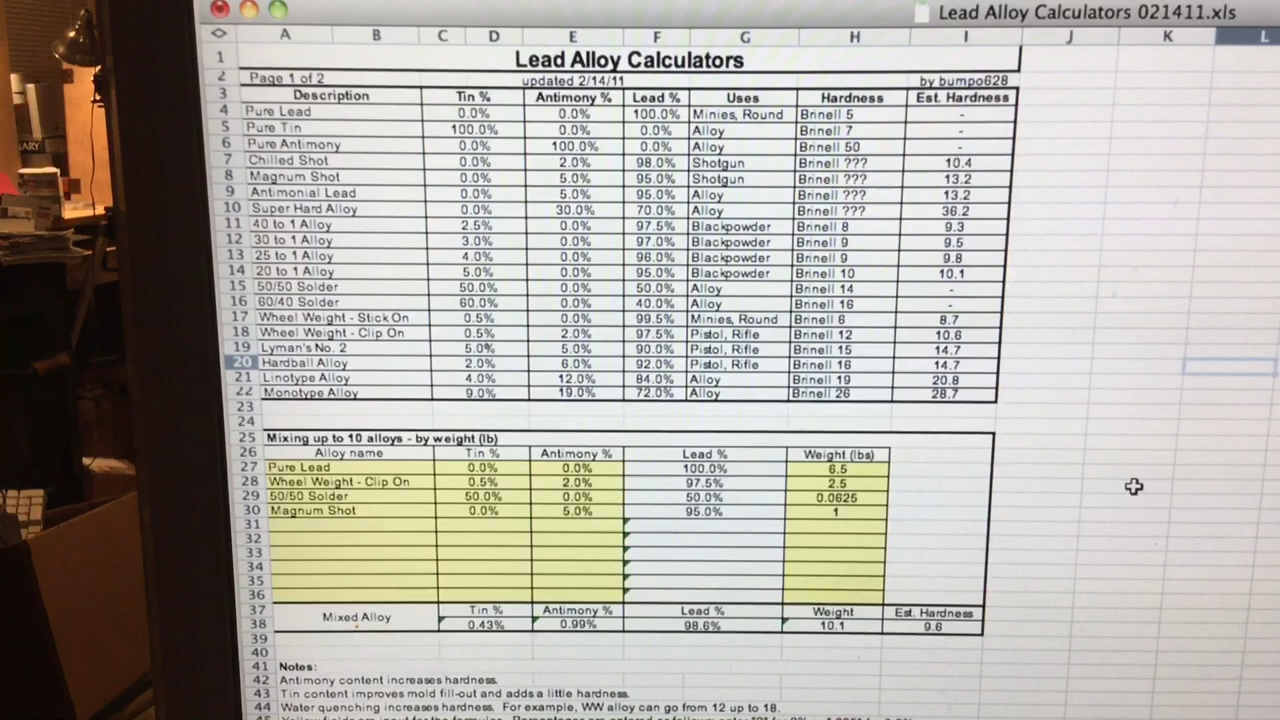 Lead Alloy Calculators 021411.xls
A B C D E F G H I J K L
1 Lead Alloy Calculators
2 Page 1 of 2 updated 2/14/11 by bumpo628
3 Description Tin % Antimony % Lead % Uses Hardness Est. Hardness
4 Pure Lead 0.0% 0.0% 100.0% Minies, Round Brinell 5 -
5 Pure Tin 100.0% 0.0% 0.0% Alloy Brinell 7 -
6 Pure Antimony 0.0% 100.0% 0.0% Alloy Brinell 50 -
7 Chilled Shot 0.0% 2.0% 98.0% Shotgun Brinell ??? 10.4
8 Magnum Shot 0.0% 5.0% 95.0% Shotgun Brinell ??? 13.2
9 Antimonial Lead 0.0% 5.0% 95.0% Alloy Brinell ??? 13.2
10 Super Hard Alloy 0.0% 30.0% 70.0% Alloy Brinell ??? 36.2
11 40 to 1 Alloy 2.5% 0.0% 97.5% Blackpowder Brinell 8 9.3
12 30 to 1 Alloy 3.0% 0.0% 97.0% Blackpowder Brinell 9 9.5
13 25 to 1 Alloy 4.0% 0.0% 96.0% Blackpowder Brinell 9 9.8
14 20 to 1 Alloy 5.0% 0.0% 95.0% Blackpowder Brinell 10 10.1
15 50/50 Solder 50.0% 0.0% 50.0% Alloy Brinell 14 -
16 60/40 Solder 60.0% 0.0% 40.0% Alloy Brinell 16 -
17 Wheel Weight - Stick On 0.5% 0.0% 99.5% Minies, Round Brinell 6 8.7
18 Wheel Weight - Clip On 0.5% 2.0% 97.5% Pistol, Rifle Brinell 12 10.6
19 Lyman's No. 2 5.0% 5.0% 90.0% Pistol, Rifle Brinell 15 14.7
20 Hardball Alloy 2.0% 6.0% 92.0% Pistol, Rifle Brinell 16 14.7
21 Linotype Alloy 4.0% 12.0% 84.0% Alloy Brinell 19 20.8
22 Monotype Alloy 9.0% 19.0% 72.0% Alloy Brinell 26 28.7
23
24
25 Mixing up to 10 alloys - by weight (lb)
26 Alloy name Tin % Antimony % Lead % Weight (lbs)
27 Pure Lead 0.0% 0.0% 100.0% 6.5
28 Wheel Weight - Clip On 0.5% 2.0% 97.5% 2.5
29 50/50 Solder 50.0% 0.0% 50.0% 0.0625
30 Magnum Shot 0.0% 5.0% 95.0% 1
31
32
33
34
35
36
37 Tin % Antimony % Lead % Weight Est. Hardness
Mixed Alloy
38 0.43% 0.99% 98.6% 10.1 9.6
39
40
41 Notes:
42 Antimony content increases hardness.
43 Tin content improves mold fill-out and adds a little hardness.
44 Water quenching increases hardness. For example, WW alloy can go from 12 up to 18.